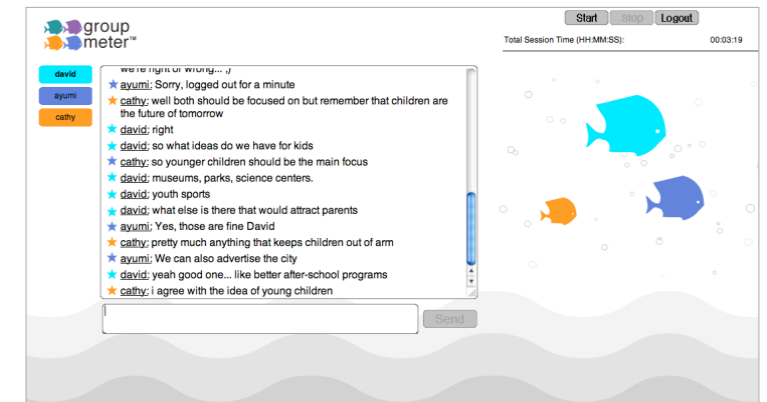 group
meter™
Start Stop Logout
Total Session Time (HH:MM:SS): 00:03:19
david
ayumi
cathy
we're right or wrong... ;)
ayumi: Sorry, logged out for a minute
cathy: well both should be focused on but remember that children are
the future of tomorrow
david: right
david: so what ideas do we have for kids
cathy: so younger children should be the main focus
david: museums, parks, science centers.
david: youth sports
david: what else is there that would attract parents
ayumi: Yes, those are fine David
cathy: pretty much anything that keeps children out of arm
ayumi: We can also advertise the city
david: yeah good one... like better after-school programs
cathy: i agree with the idea of young children
Send